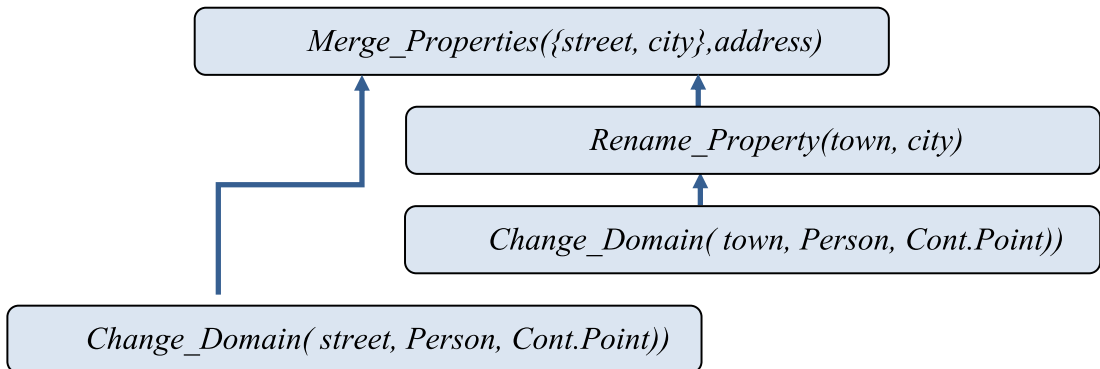 Merge_Properties({street, city},address)
Rename_Property(town, city)
Change_Domain( town, Person, Cont.Point))
Change_Domain( street, Person, Cont.Point))